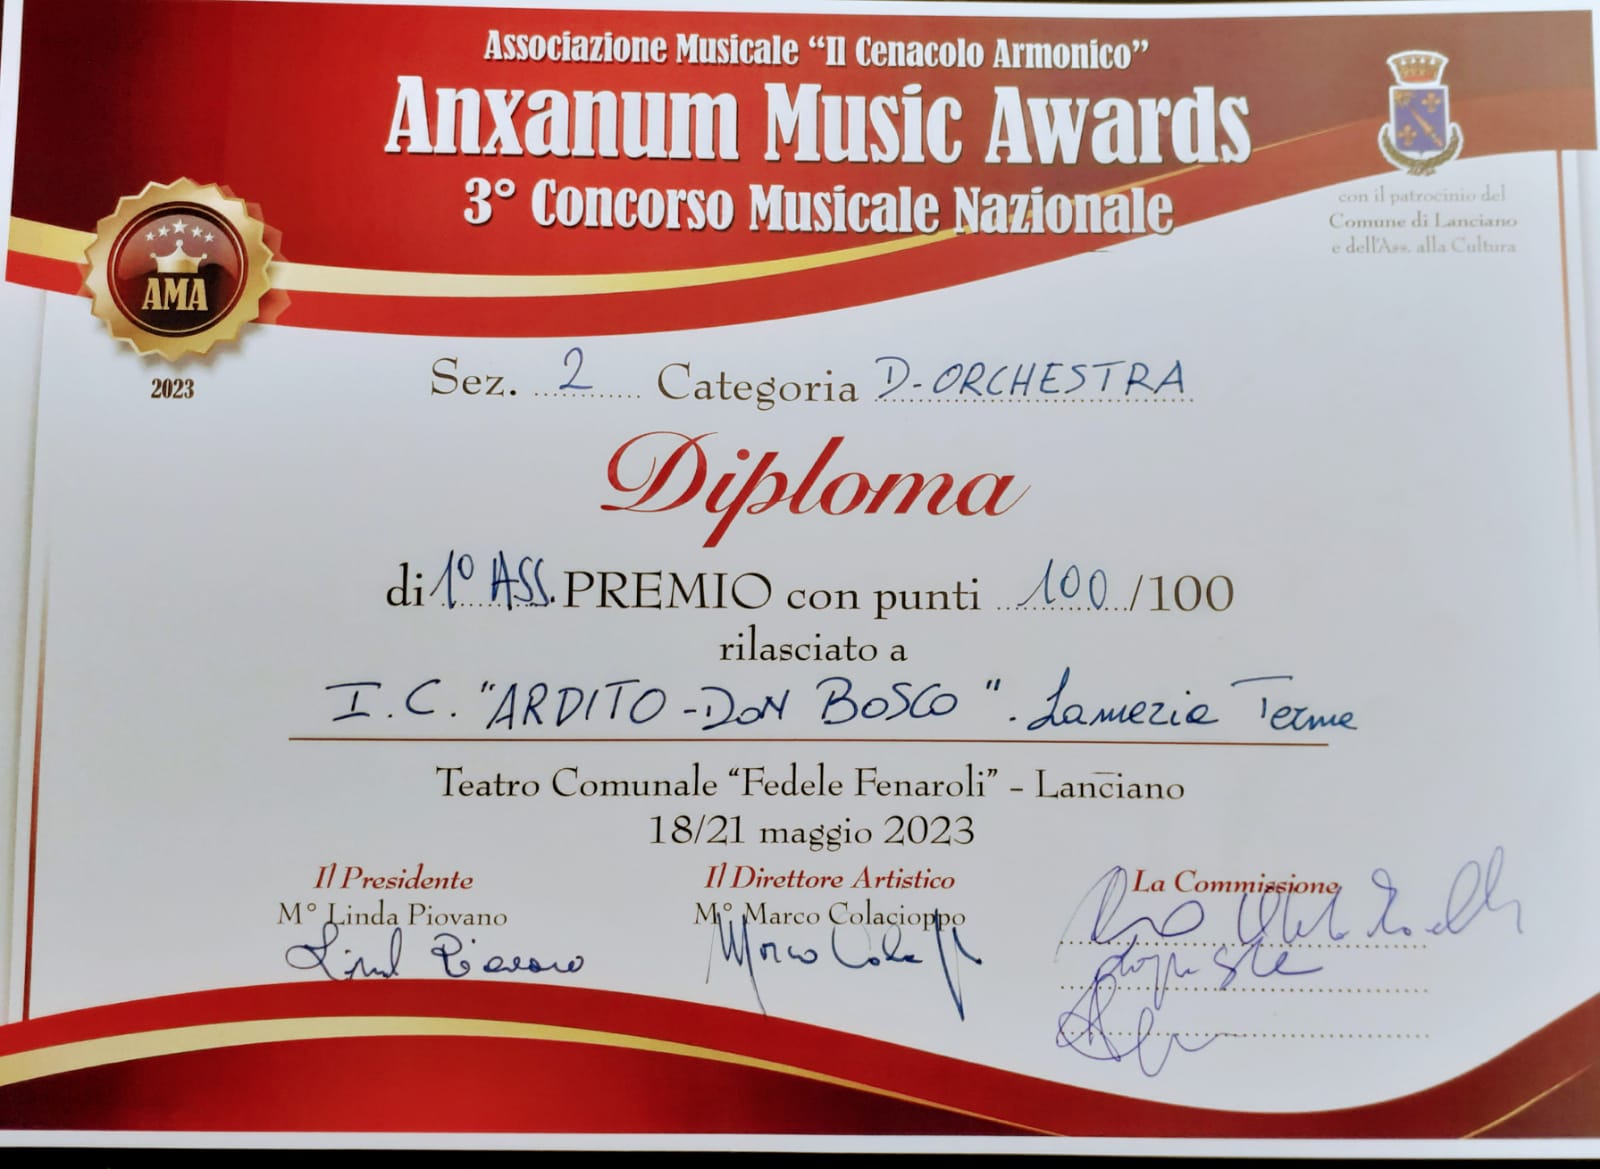 Associazione Musicale “Il Cenacolo Armonico”
Anxanum Music Awards
3° Concorso Musicale Nazionale
con il patrocinio del
Comune di Lanciano
e dell'Ass. alla Cultura
AMA
2023
Sez. 2 Categoria D-ORCHESTRA
Diploma
di 1° ASS. PREMIO con punti 100/100
rilasciato a
I.C. "ARDITO-DON BOSCO". Lamezia Terme
Teatro Comunale “Fedele Fenaroli” - Lanciano
18/21 maggio 2023
Il Presidente
M° Linda Piovano
Linda Piovano
Il Direttore Artistico
M° Marco Colacioppo
Marco
La Commissione